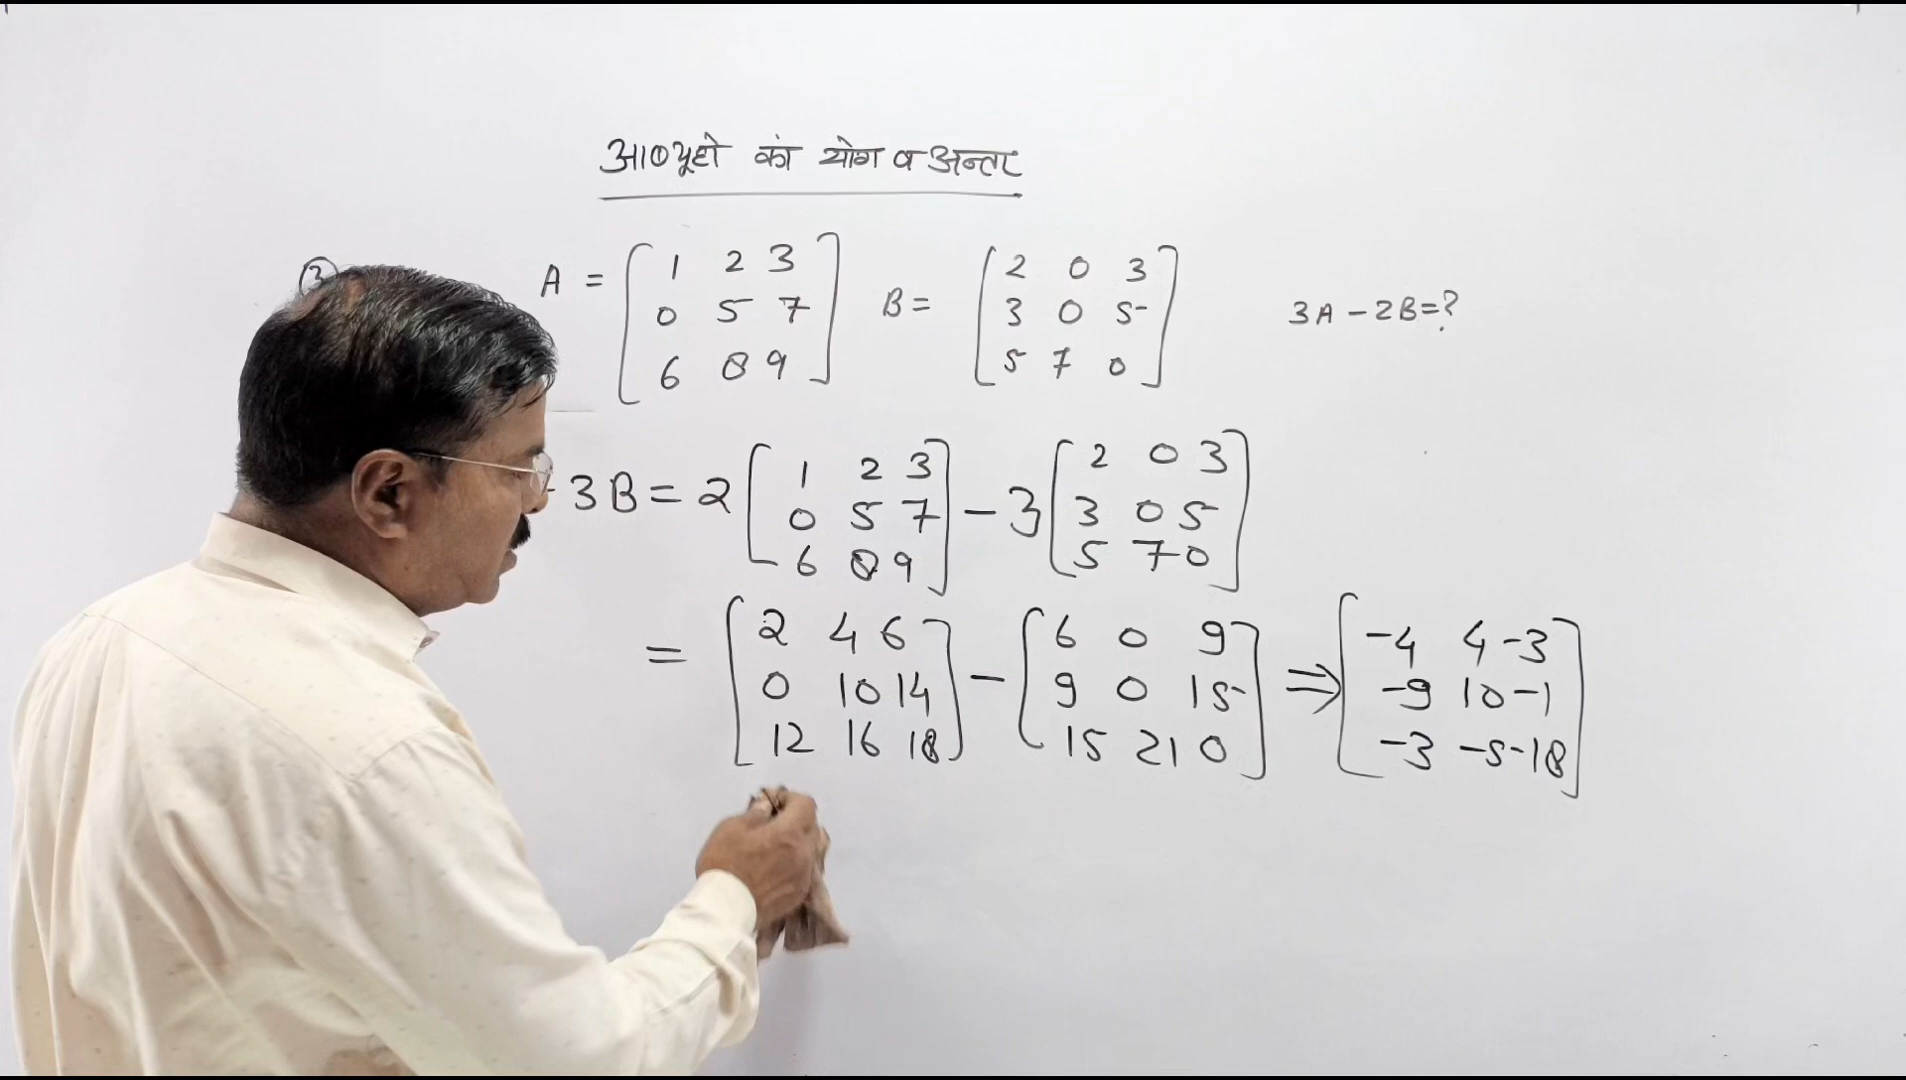 आव्यूहो का योग व अन्तर
2 A = [1 2 3 B = [2 0 3 3A - 2B = ?
0 5 7 3 0 5
6 8 9] 5 7 0]
- 3B = 2 [1 2 3 - 3 [2 0 3
0 5 7 3 0 5
6 8 9] 5 7 0]
= [2 4 6 - [6 0 9 ⇒ [-4 4 -3
0 10 14 9 0 15 -9 10 -1
12 16 18] 15 21 0] -3 -5 -18]